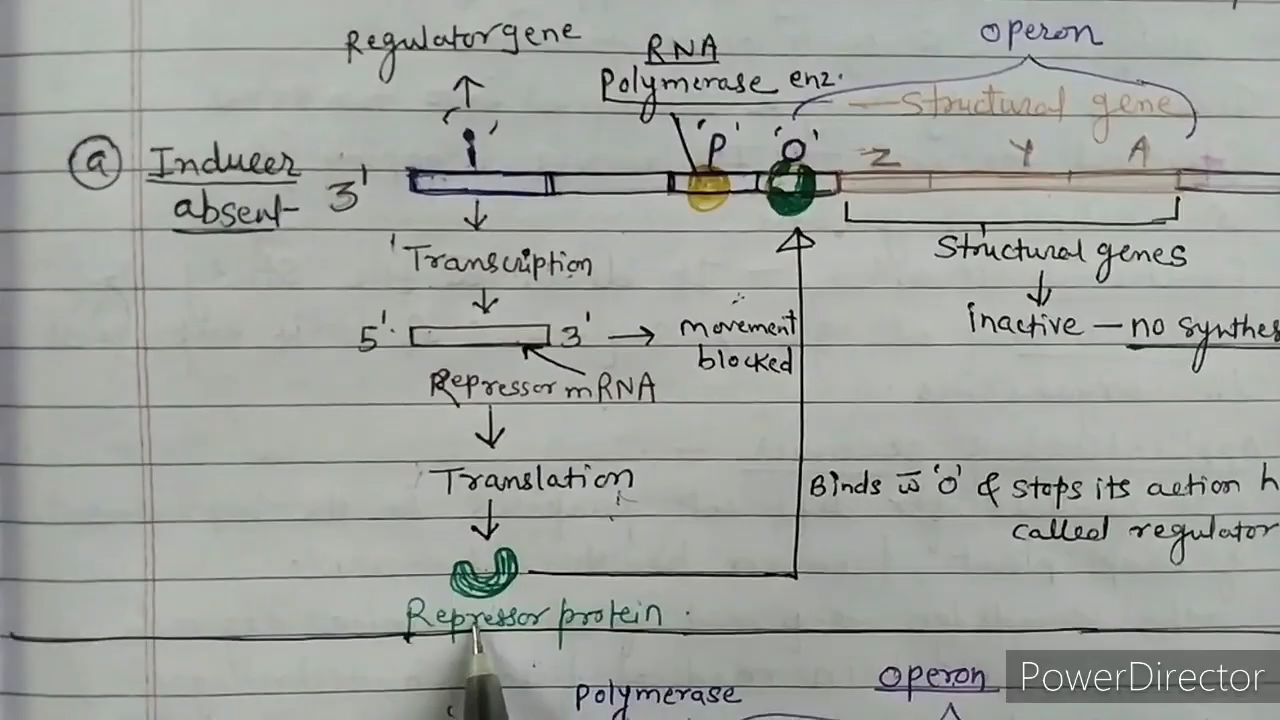 Regulator gene
RNA
Polymerase enz.
Operon
Structural gene
'i'
'P'
'O'
Z Y A
a Inducer
absent
3'
'Transcription
Structural genes
5' 3' → movement
blocked
inactive — no synthes
Repressor mRNA
Translation
Binds w̄ 'O' & stops its action h
called regulator
Repressor protein.
Polymerase
Operon
PowerDirector